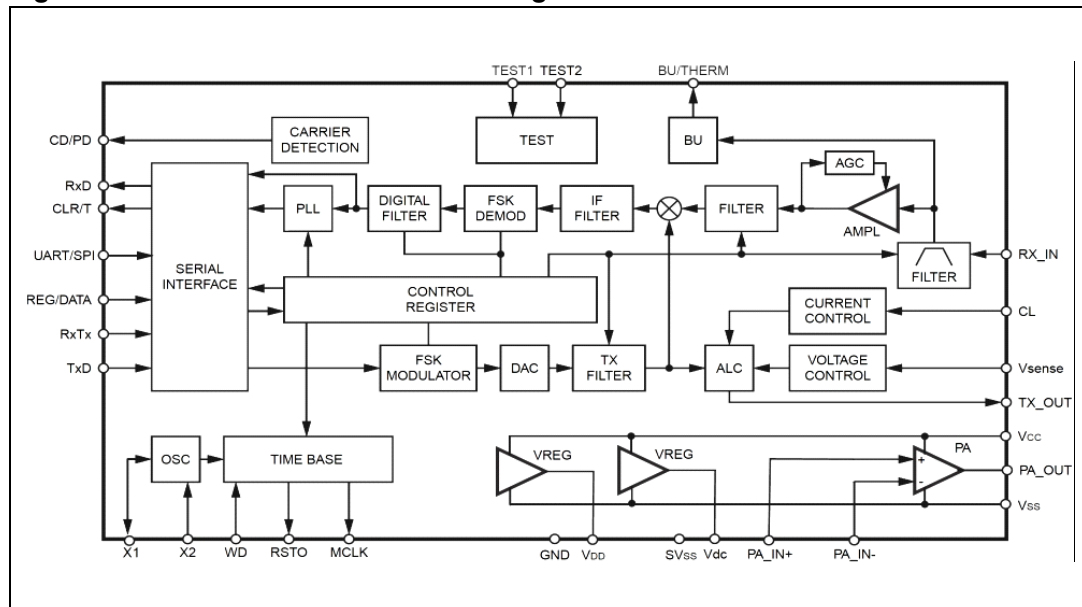 TEST1 TEST2 BU/THERM
CD/PD
CARRIER
DETECTION
TEST
BU
AGC
RxD
CLR/T
PLL
DIGITAL
FILTER
FSK
DEMOD
IF
FILTER
FILTER
AMPL
UART/SPI
SERIAL
INTERFACE
FILTER
RX_IN
REG/DATA
CONTROL
REGISTER
CURRENT
CONTROL
CL
RxTx
TxD
FSK
MODULATOR
DAC
TX
FILTER
ALC
VOLTAGE
CONTROL
Vsense
TX_OUT
OSC
TIME BASE
VREG
VREG
PA
+
-
Vcc
PA_OUT
Vss
X1 X2 WD RSTO MCLK GND VDD SVss Vdc PA_IN+ PA_IN-